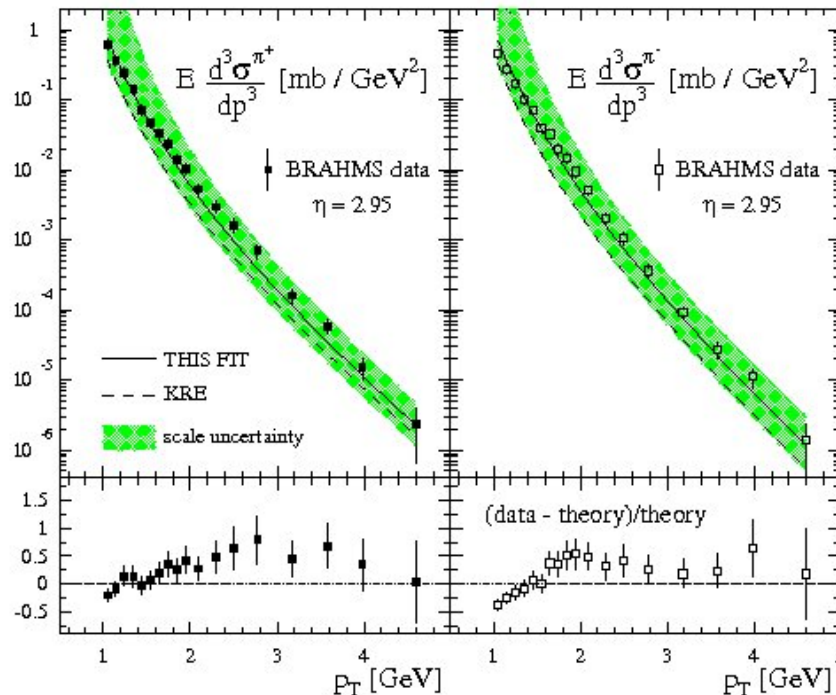 E d³σ^π⁺ / dp³ [mb / GeV²]
BRAHMS data
η = 2.95
THIS FIT
KRE
scale uncertainty
1
10⁻¹
10⁻²
10⁻³
10⁻⁴
10⁻⁵
10⁻⁶
E d³σ^π⁻ / dp³ [mb / GeV²]
BRAHMS data
η = 2.95
1.5
1
0.5
0
-0.5
(data - theory)/theory
1 2 3 4
1 2 3 4
p_T [GeV]
p_T [GeV]